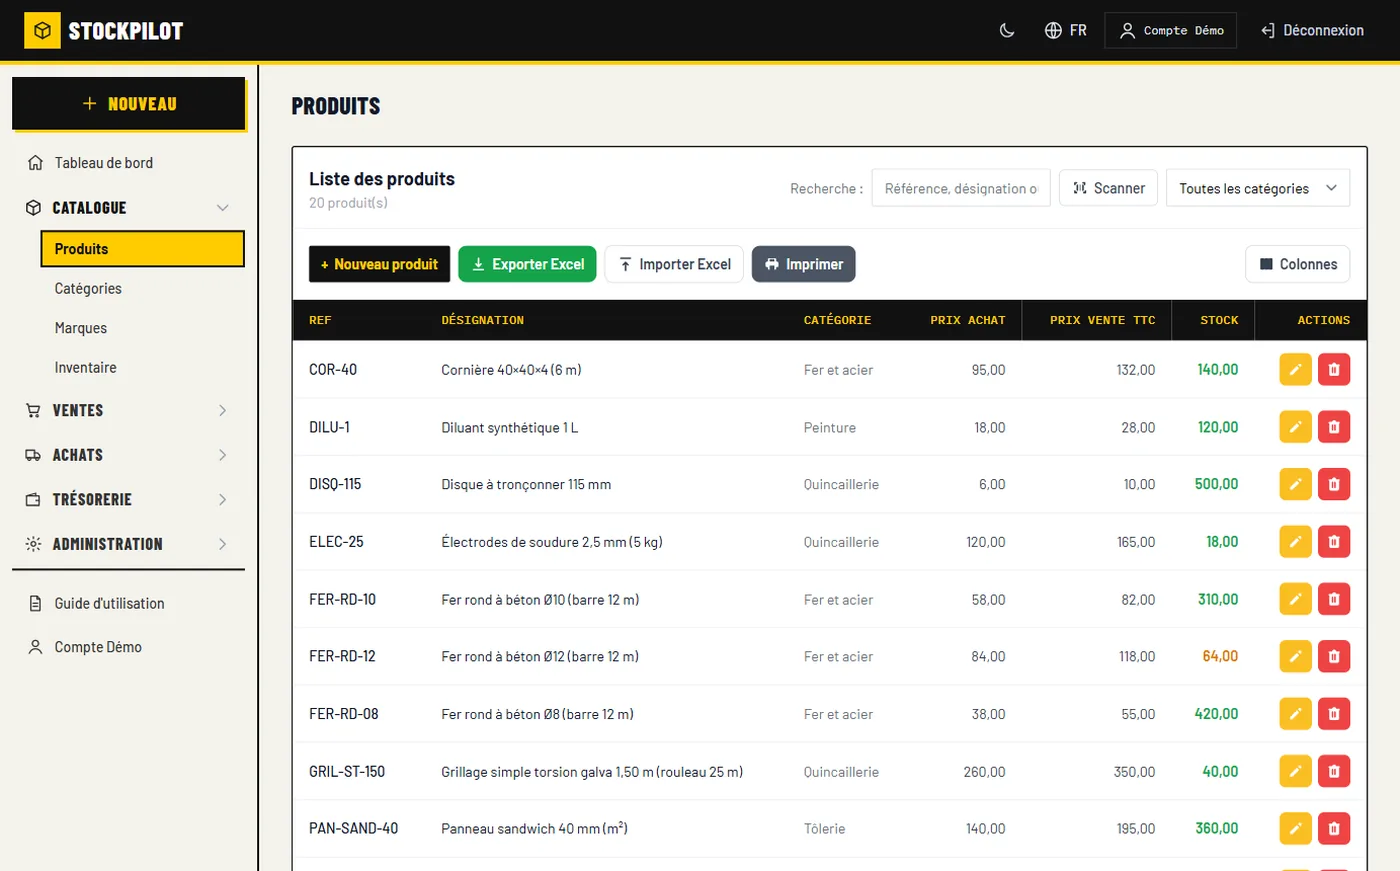 STOCKPILOT
FR
Compte Démo
Déconnexion
NOUVEAU
Tableau de bord
CATALOGUE
Produits
Catégories
Marques
Inventaire
VENTES
ACHATS
TRÉSORERIE
ADMINISTRATION
Guide d'utilisation
Compte Démo
PRODUITS
Liste des produits
20 produit(s)
Recherche : Référence, désignation o Scanner Toutes les catégories
+ Nouveau produit Exporter Excel Importer Excel Imprimer Colonnes
REF DÉSIGNATION CATÉGORIE PRIX ACHAT PRIX VENTE TTC STOCK ACTIONS
COR-40 Cornière 40×40×4 (6 m) Fer et acier 95,00 132,00 140,00
DILU-1 Diluant synthétique 1 L Peinture 18,00 28,00 120,00
DISQ-115 Disque à tronçonner 115 mm Quincaillerie 6,00 10,00 500,00
ELEC-25 Électrodes de soudure 2,5 mm (5 kg) Quincaillerie 120,00 165,00 18,00
FER-RD-10 Fer rond à béton Ø10 (barre 12 m) Fer et acier 58,00 82,00 310,00
FER-RD-12 Fer rond à béton Ø12 (barre 12 m) Fer et acier 84,00 118,00 64,00
FER-RD-08 Fer rond à béton Ø8 (barre 12 m) Fer et acier 38,00 55,00 420,00
GRIL-ST-150 Grillage simple torsion galva 1,50 m (rouleau 25 m) Quincaillerie 260,00 350,00 40,00
PAN-SAND-40 Panneau sandwich 40 mm (m²) Tôlerie 140,00 195,00 360,00